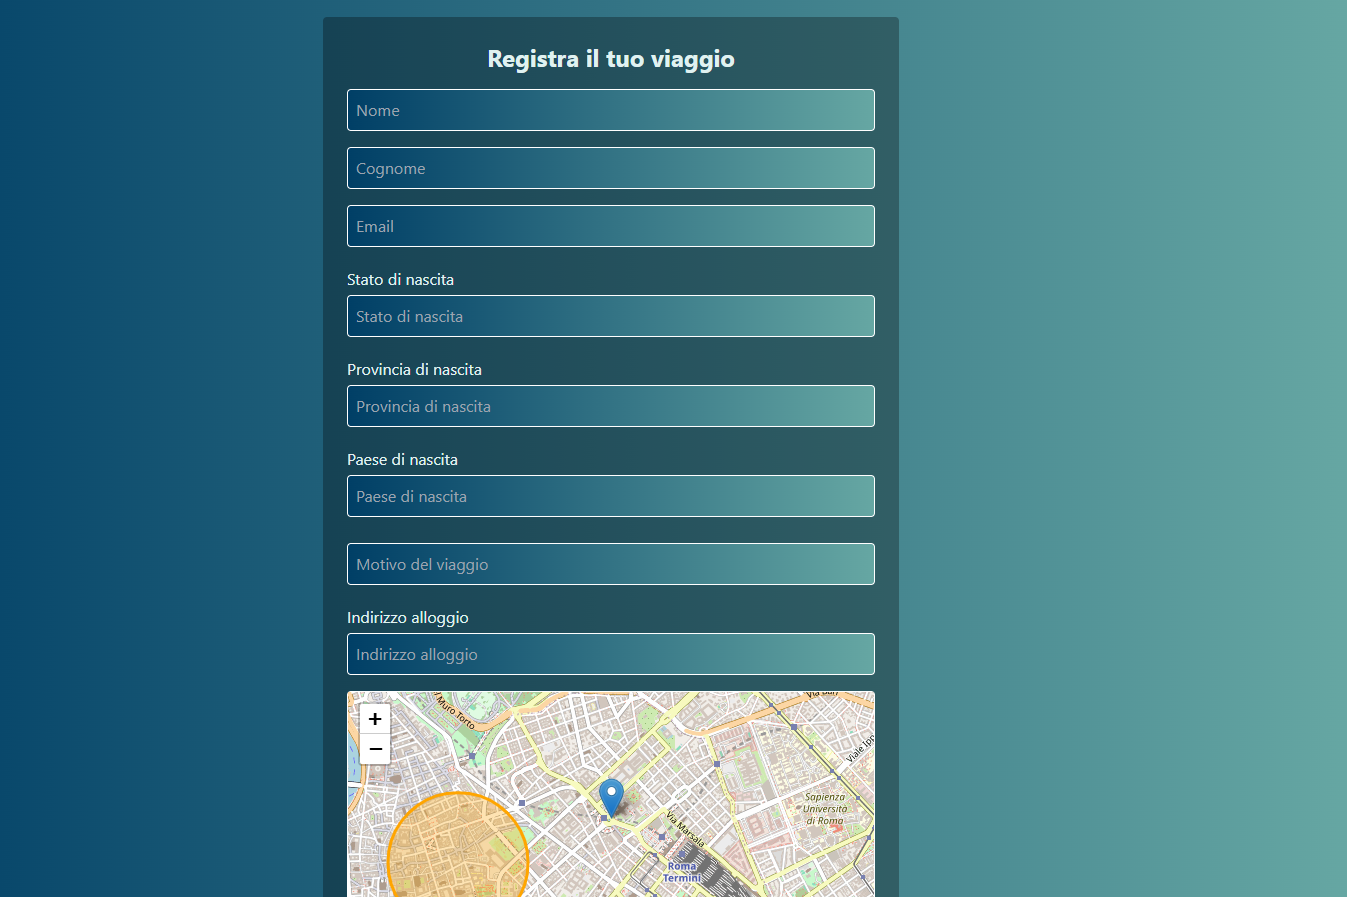 Registra il tuo viaggio
Nome
Cognome
Email
Stato di nascita
Stato di nascita
Provincia di nascita
Provincia di nascita
Paese di nascita
Paese di nascita
Motivo del viaggio
Indirizzo alloggio
Indirizzo alloggio
+
−
Muro Torto
Viale Ipp
Sapienza
Università
di Roma
Via Marsala
Roma
Termini